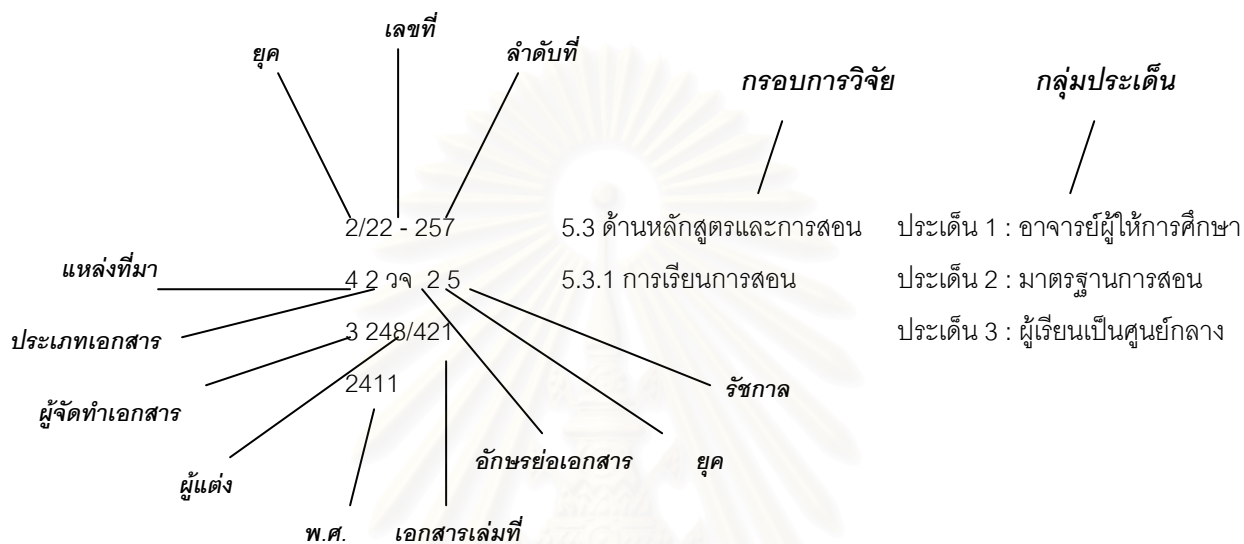 เลขที่
ยุค ลำดับที่
กรอบการวิจัย กลุ่มประเด็น
2/22 - 257 5.3 ด้านหลักสูตรและการสอน ประเด็น 1 : อาจารย์ผู้ให้การศึกษา
แหล่งที่มา 4 2 วจ 2 5 5.3.1 การเรียนการสอน ประเด็น 2 : มาตรฐานการสอน
ประเภทเอกสาร 3 248/421 ประเด็น 3 : ผู้เรียนเป็นศูนย์กลาง
ผู้จัดทำเอกสาร 2411 รัชกาล
ผู้แต่ง อักษรย่อเอกสาร ยุค
พ.ศ. เอกสารเล่มที่